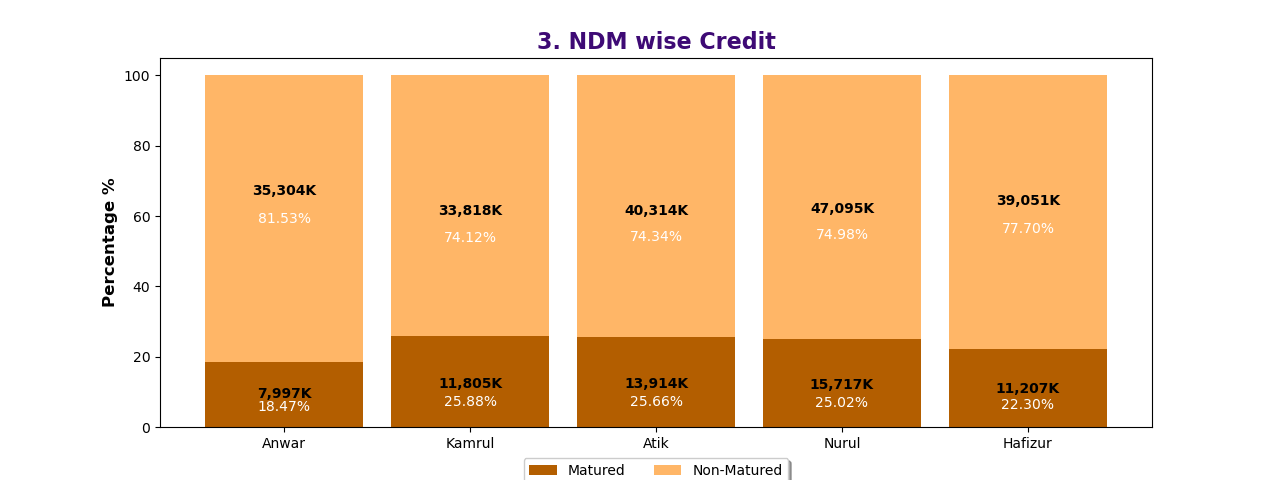 3. NDM wise Credit
Percentage %
100
80
60
40
20
0
35,304K
81.53%
33,818K
74.12%
40,314K
74.34%
47,095K
74.98%
39,051K
77.70%
7,997K
18.47%
11,805K
25.88%
13,914K
25.66%
15,717K
25.02%
11,207K
22.30%
Anwar Kamrul Atik Nurul Hafizur
Matured Non-Matured